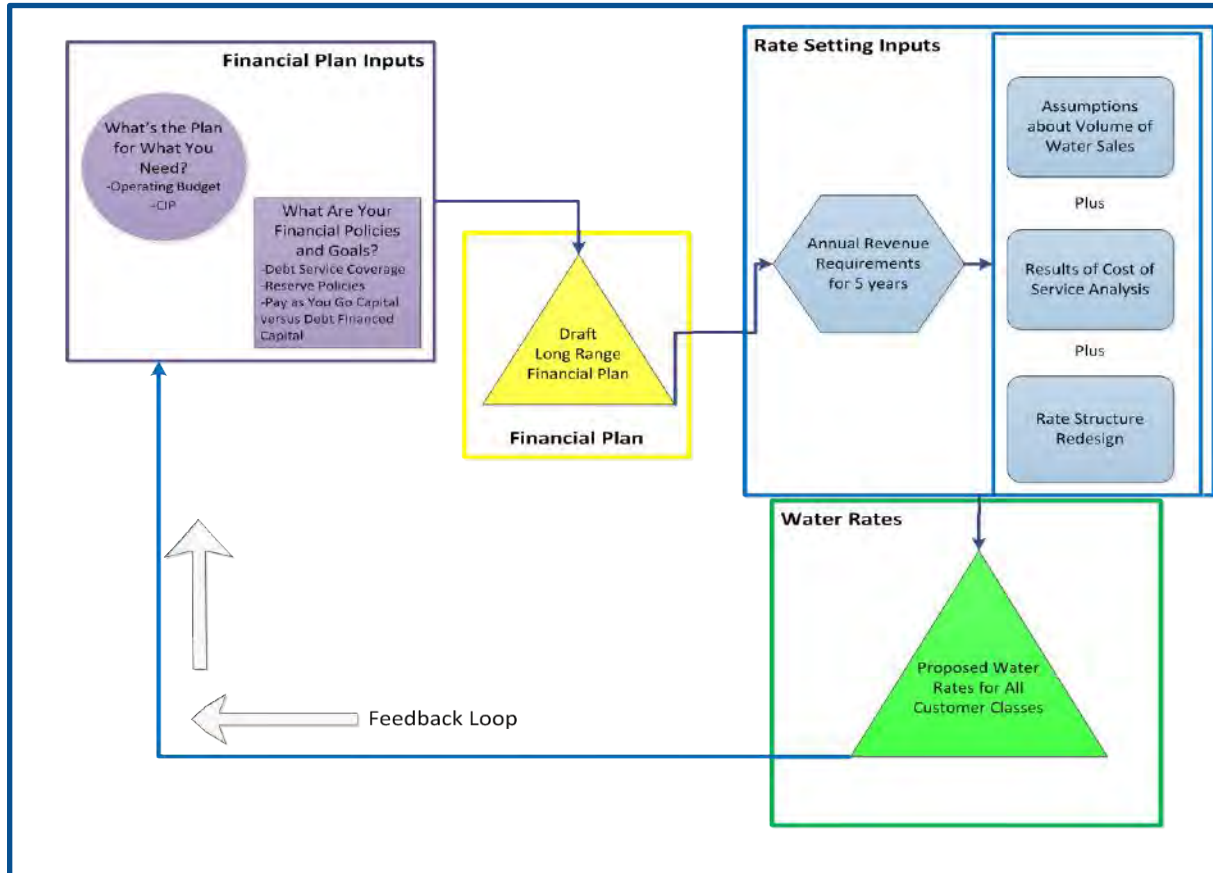 Financial Plan Inputs
What's the Plan
for What You
Need?
-Operating Budget
-CIP
What Are Your
Financial Policies
and Goals?
-Debt Service Coverage
-Reserve Policies
-Pay as You Go Capital
versus Debt Financed
Capital
Draft
Long Range
Financial Plan
Financial Plan
Rate Setting Inputs
Annual Revenue
Requirements
for 5 years
Assumptions
about Volume of
Water Sales
Plus
Results of Cost of
Service Analysis
Plus
Rate Structure
Redesign
Water Rates
Proposed Water
Rates for All
Customer Classes
Feedback Loop